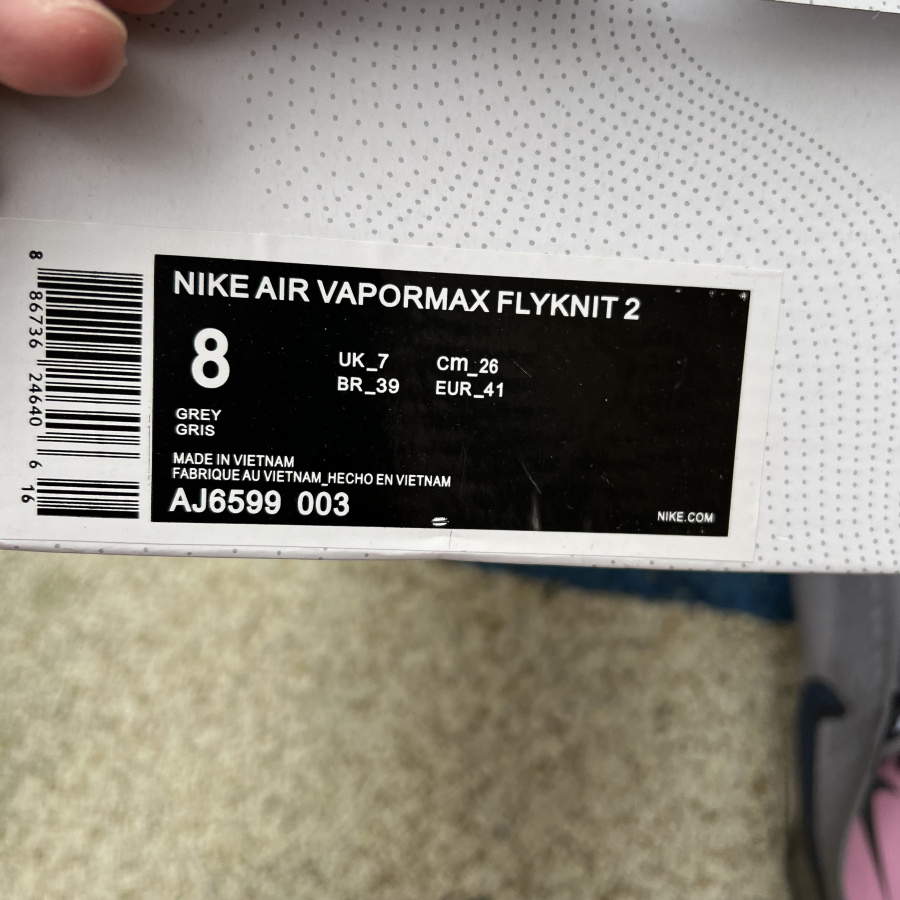 NIKE AIR VAPORMAX FLYKNIT 2
8
UK_7 cm_26
BR_39 EUR_41
GREY
GRIS
MADE IN VIETNAM
FABRIQUE AU VIETNAM_HECHO EN VIETNAM
AJ6599 003
NIKE.COM
8 86736 24640 6 16